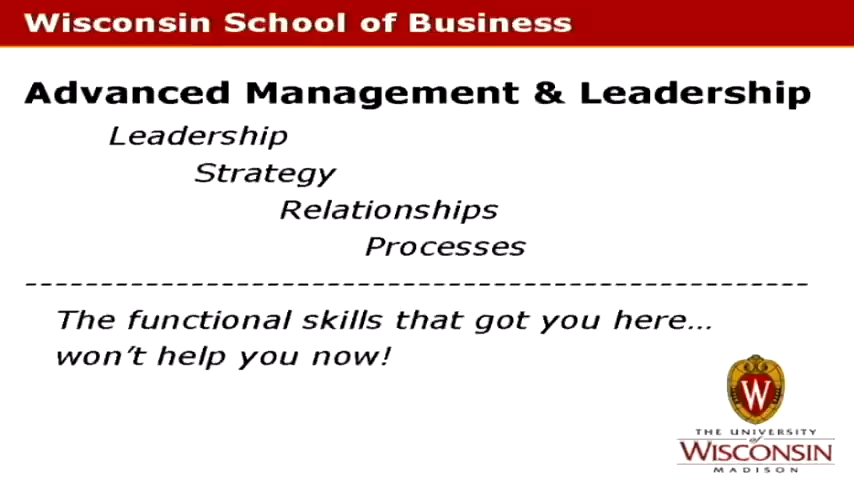 Wisconsin School of Business
Advanced Management & Leadership
Leadership
Strategy
Relationships
Processes
-----------------------------------------------------
The functional skills that got you here...
won't help you now!
W
THE UNIVERSITY
of
WISCONSIN
MADISON